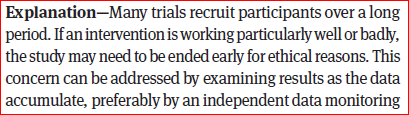 Explanation—Many trials recruit participants over a long
period. If an intervention is working particularly well or badly,
the study may need to be ended early for ethical reasons. This
concern can be addressed by examining results as the data
accumulate, preferably by an independent data monitoring